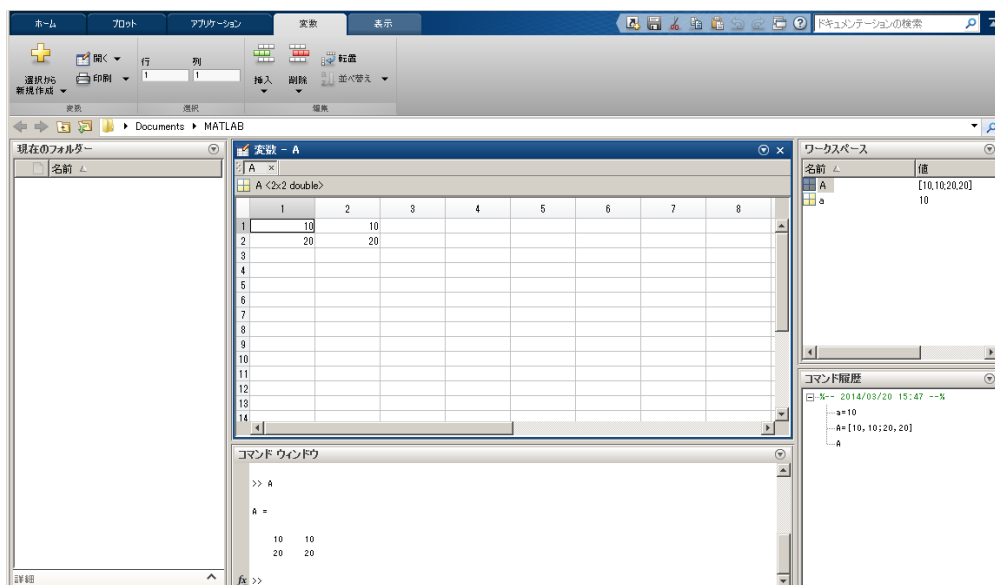 ホーム プロット アプリケーション 変数 表示 ドキュメンテーションの検索
選択から
新規作成
開く
印刷
行 列
1 1
挿入 削除
転置
並べ替え
変数 選択 編集
Documents MATLAB
現在のフォルダー
名前
詳細
変数 - A
A ×
A <2x2 double>
1 2 3 4 5 6 7 8
1 10 10
2 20 20
3
4
5
6
7
8
9
10
11
12
13
14
コマンド ウィンドウ
>> A
A =
10 10
20 20
fx >>
ワークスペース
名前 値
A [10,10;20,20]
a 10
コマンド履歴
%-- 2014/03/20 15:47 --%
a=10
A=[10,10;20,20]
A